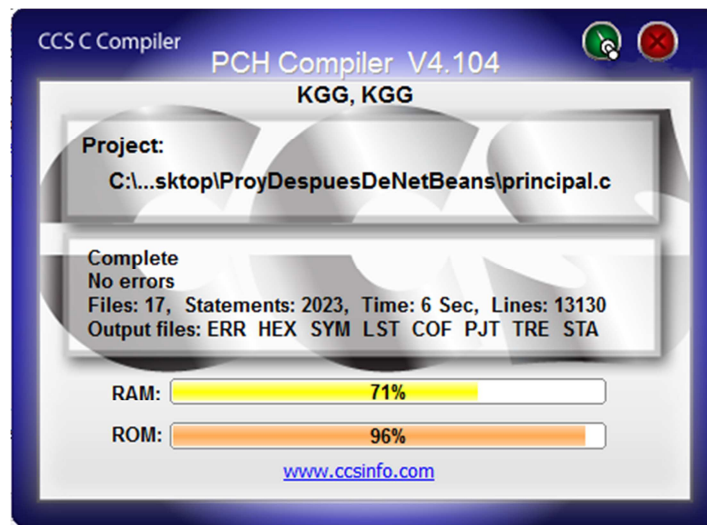 CCS C Compiler
PCH Compiler V4.104
KGG, KGG
Project:
C:\...sktop\ProyDespuesDeNetBeans\principal.c
Complete
No errors
Files: 17, Statements: 2023, Time: 6 Sec, Lines: 13130
Output files: ERR HEX SYM LST COF PJT TRE STA
RAM: 71%
ROM: 96%
www.ccsinfo.com